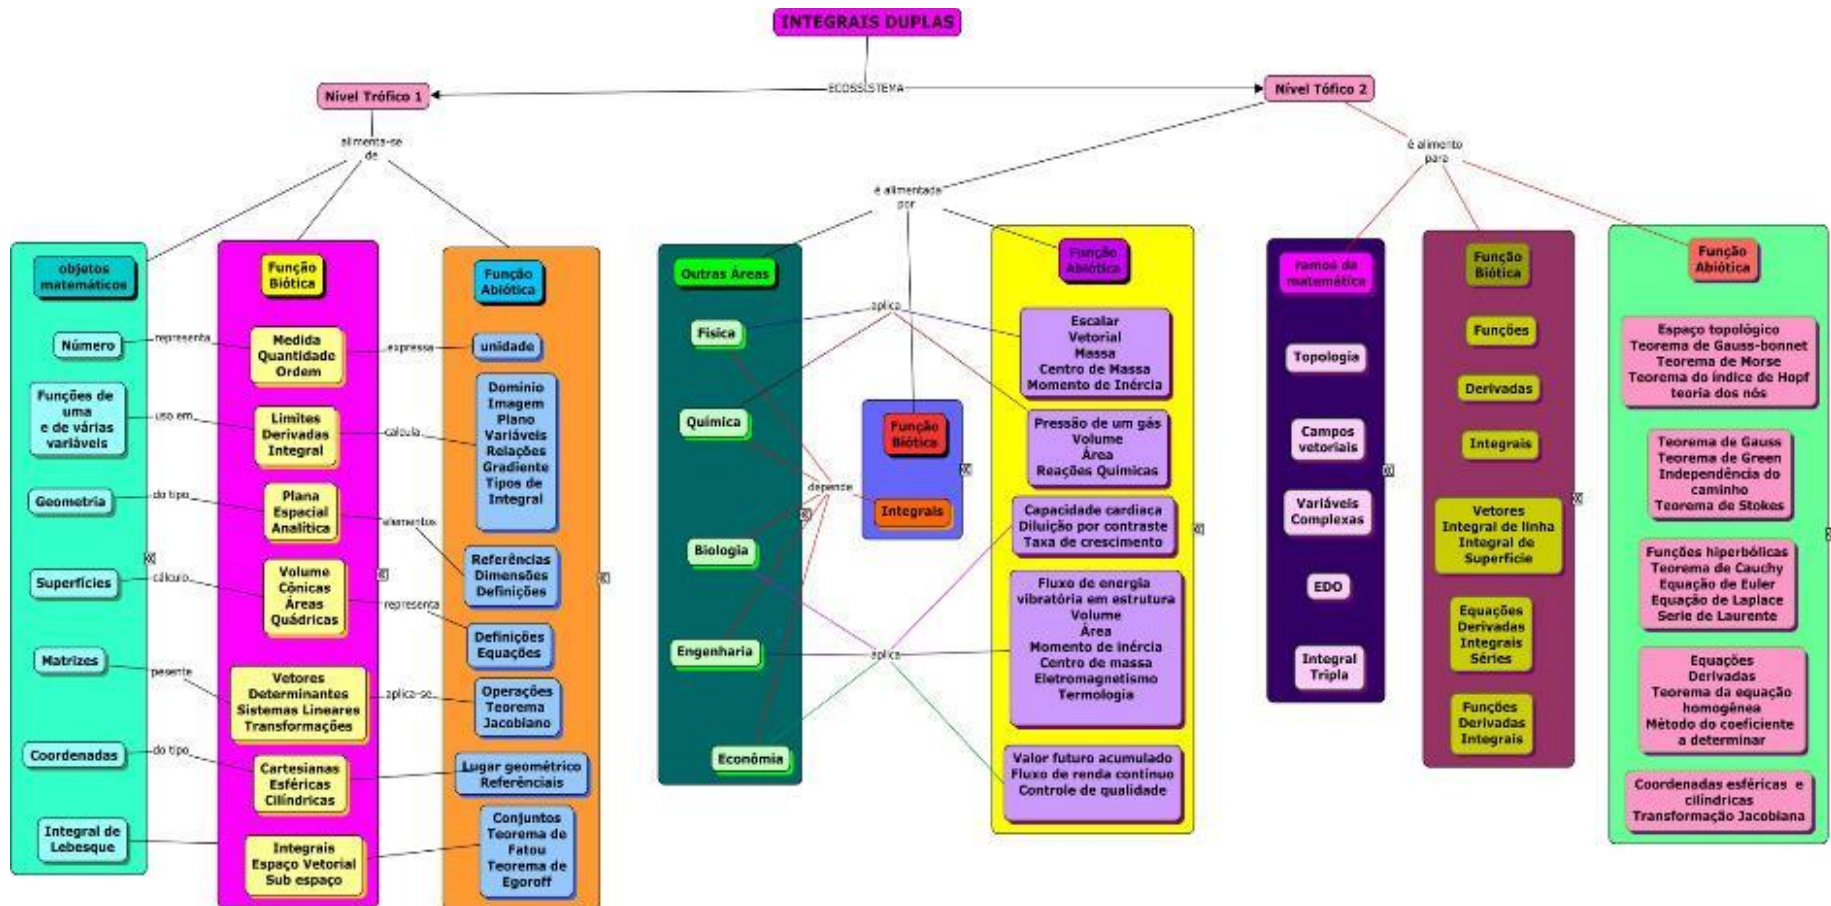 INTEGRAIS DUPLAS
ECOSSISTEMA
Nível Trófico 1
Nível Tófico 2
alimenta-se
de
é alimentada
por
é alimento
para
objetos
matemáticos
Número
Funções de
uma
e de várias
variáveis
Geometria
Superfícies
Matrizes
Coordenadas
Integral de
Lebesque
representa
uso em
do tipo
cálculo
pesente
do tipo
Função
Biótica
Medida
Quantidade
Ordem
Limites
Derivadas
Integral
Plana
Espacial
Analítica
Volume
Cônicas
Áreas
Quádricas
Vetores
Determinantes
Sistemas Lineares
Transformações
Cartesianas
Esféricas
Cilíndricas
Integrais
Espaço Vetorial
Sub espaço
expressa
calcula
elementos
representa
aplica-se
Função
Abiótica
unidade
Domínio
Imagem
Plano
Variáveis
Relações
Gradiente
Tipos de
Integral
Referências
Dimensões
Definições
Definições
Equações
Operações
Teorema
Jacobiano
Lugar geométrico
Referênciais
Conjuntos
Teorema de
Fatou
Teorema de
Egoroff
Outras Áreas
Física
Química
Biologia
Engenharia
Econômia
aplica
depende
aplica
Função
Biótica
Integrais
Função
Abiótica
Escalar
Vetorial
Massa
Centro de Massa
Momento de Inércia
Pressão de um gás
Volume
Área
Reações Quimicas
Capacidade cardiaca
Diluição por contraste
Taxa de crescimento
Fluxo de energia
vibratória em estrutura
Volume
Área
Momento de inércia
Centro de massa
Eletromagnetismo
Termologia
Valor futuro acumulado
Fluxo de renda contínuo
Controle de qualidade
ramos da
matemática
Topologia
Campos
vetoriais
Variáveis
Complexas
EDO
Integral
Tripla
Função
Biótica
Funções
Derivadas
Integrais
Vetores
Integral de linha
Integral de
Superfície
Equações
Derivadas
Integrais
Séries
Funções
Derivadas
Integrais
Função
Abiótica
Espaço topológico
Teorema de Gauss-bonnet
Teorema de Morse
Teorema do índice de Hopf
teoria dos nós
Teorema de Gauss
Teorema de Green
Independência do
caminho
Teorema de Stokes
Funções hiperbólicas
Teorema de Cauchy
Equação de Euler
Equação de Laplace
Serie de Laurente
Equações
Derivadas
Teorema da equação
homogênea
Método do coeficiente
a determinar
Coordenadas esféricas e
cilíndricas
Transformação Jacobiana